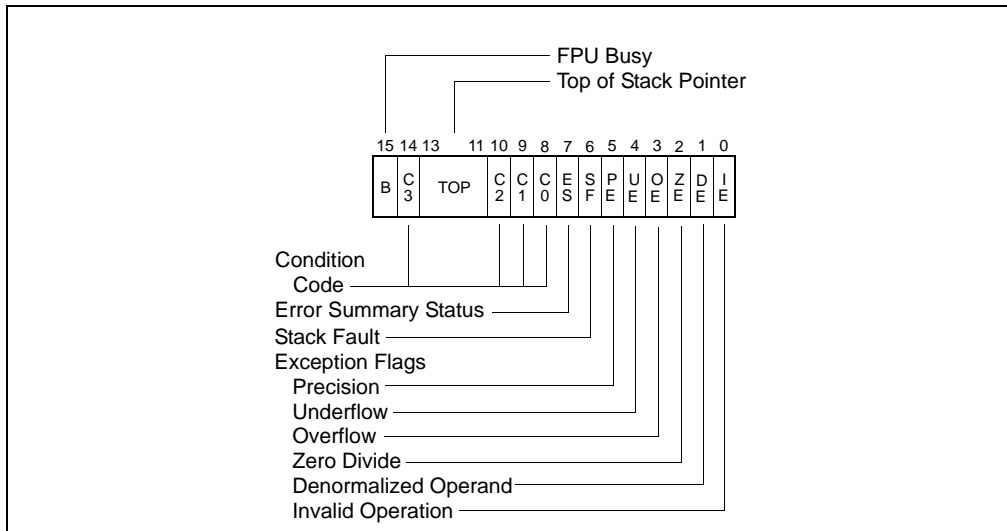 FPU Busy
Top of Stack Pointer
15 14 13 11 10 9 8 7 6 5 4 3 2 1 0
B C3 TOP C2 C1 C0 ES SF PE UE OE ZE DE IE
Condition
Code
Error Summary Status
Stack Fault
Exception Flags
Precision
Underflow
Overflow
Zero Divide
Denormalized Operand
Invalid Operation